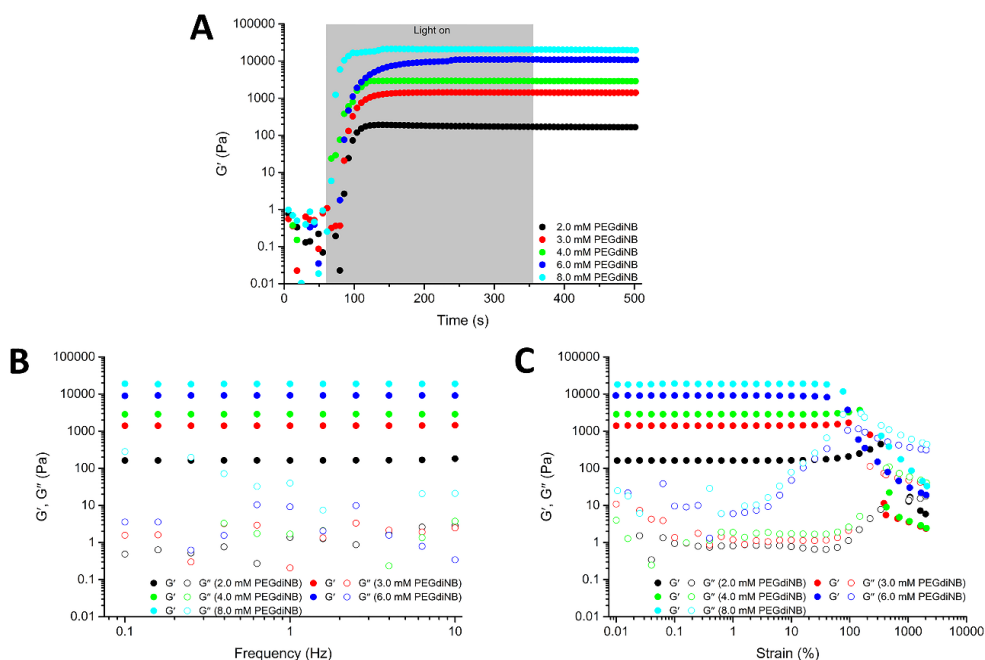 A
Light on
100000
10000
1000
100
10
1
0.1
0.01
G′ (Pa)
0 100 200 300 400 500
Time (s)
2.0 mM PEGdiNB
3.0 mM PEGdiNB
4.0 mM PEGdiNB
6.0 mM PEGdiNB
8.0 mM PEGdiNB
B
100000
10000
1000
100
10
1
0.1
0.01
G′, G″ (Pa)
G′ G″ (2.0 mM PEGdiNB) G′ G″ (3.0 mM PEGdiNB)
G′ G″ (4.0 mM PEGdiNB) G′ G″ (6.0 mM PEGdiNB)
G′ G″ (8.0 mM PEGdiNB)
0.1 1 10
Frequency (Hz)
C
100000
10000
1000
100
10
1
0.1
0.01
G′, G″ (Pa)
G′ G″ (2.0 mM PEGdiNB) G′ G″ (3.0 mM PEGdiNB)
G′ G″ (4.0 mM PEGdiNB) G′ G″ (6.0 mM PEGdiNB)
G′ G″ (8.0 mM PEGdiNB)
0.01 0.1 1 10 100 1000 10000
Strain (%)